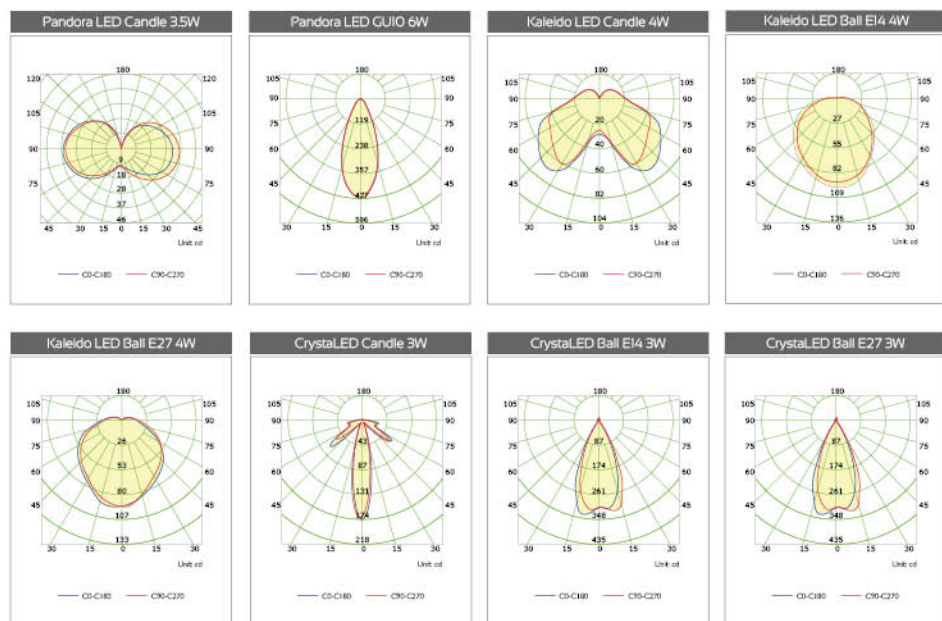 Pandora LED Candle 3.5W
180
120 120
105 105
90 90
75 75
9
18
28
37
46
45 30 15 0 15 30 45
Unit: cd
C0-C180 C90-C270
Pandora LED GU10 6W
180
105 105
90 90
75 75
60 60
45 45
119
238
357
477
596
30 15 0 15 30
Unit: cd
C0-C180 C90-C270
Kaleido LED Candle 4W
180
105 105
90 90
75 75
60 60
45 45
20
40
60
82
104
30 15 0 15 30
Unit: cd
C0-C180 C90-C270
Kaleido LED Ball E14 4W
180
105 105
90 90
75 75
60 60
45 45
27
55
82
109
136
30 15 0 15 30
Unit: cd
C0-C180 C90-C270
Kaleido LED Ball E27 4W
180
105 105
90 90
75 75
60 60
45 45
26
53
80
107
133
30 15 0 15 30
Unit: cd
C0-C180 C90-C270
CrystaLED Candle 3W
180
105 105
90 90
75 75
60 60
45 45
43
87
131
174
218
30 15 0 15 30
Unit: cd
C0-C180 C90-C270
CrystaLED Ball E14 3W
180
105 105
90 90
75 75
60 60
45 45
87
174
261
348
435
30 15 0 15 30
Unit: cd
C0-C180 C90-C270
CrystaLED Ball E27 3W
180
105 105
90 90
75 75
60 60
45 45
87
174
261
348
435
30 15 0 15 30
Unit: cd
C0-C180 C90-C270